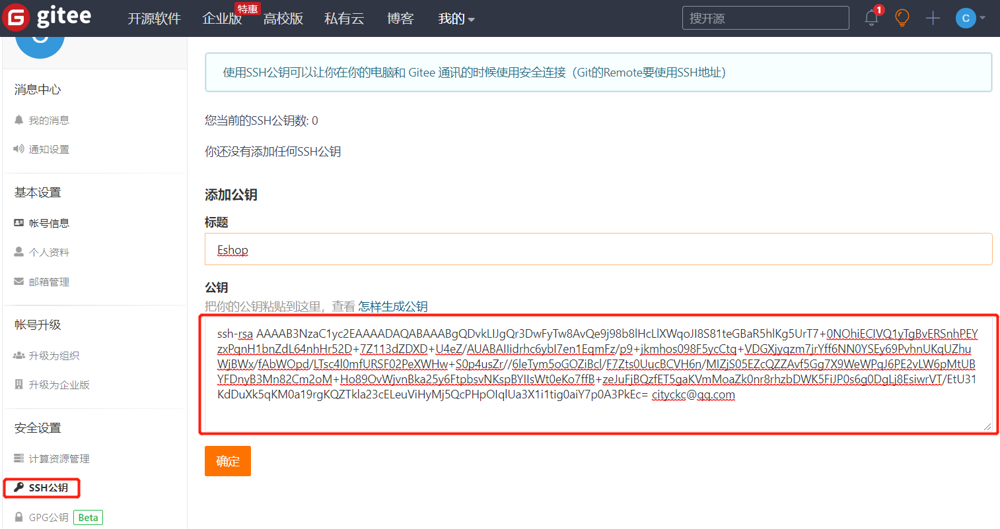 gitee 开源软件 企业版 特惠 高校版 私有云 博客 我的 搜开源 1 C
消息中心
我的消息
通知设置
基本设置
帐号信息
个人资料
邮箱管理
帐号升级
升级为组织
升级为企业版
安全设置
计算资源管理
SSH公钥
GPG公钥 Beta
使用SSH公钥可以让你在你的电脑和 Gitee 通讯的时候使用安全连接（Git的Remote要使用SSH地址）
您当前的SSH公钥数: 0
你还没有添加任何SSH公钥
添加公钥
标题
Eshop
公钥
把你的公钥粘贴到这里，查看 怎样生成公钥
ssh-rsa AAAAB3NzaC1yc2EAAAADAQABAAABgQDvkLIJgQr3DwFyTw8AvQe9j98b8lHcLlXWqoJI8S81teGBaR5hlKg5UrT7+0NOhiECIVQ1yTgBvERSnhPEY
zxPqnH1bnZdL64nhHr52D+7Z113dZDXD+U4eZ/AUABAIIidrhc6ybI7en1EqmFz/p9+jkmhos098F5ycCtq+VDGXjyqzm7jrYff6NN0YSEy69PvhnUKqUZhu
WjBWx/fAbWOpd/LTsc4l0mfURSF02PeXWHw+S0p4usZr//6leTym5oGOZiBcl/F7Zts0UucBCVH6n/MIZjS05EZcQZZAvf5Gg7X9WeWPqJ6PE2vLW6pMtUB
YFDnyB3Mn82Cm2oM+Ho89OvWjvnBka25y6FtpbsvNKspBYIIsWt0eKo7ffB+zeJuFjBQzfET5gaKVmMoaZk0nr8rhzbDWK5FiJP0s6g0DgLj8EsiwrVT/EtU31
KdDuXk5qKM0a19rgKQZTkla23cELeuViHyMj5QcPHpOIqlUa3X1i1tig0aiY7p0A3PkEc= cityckc@qq.com
确定